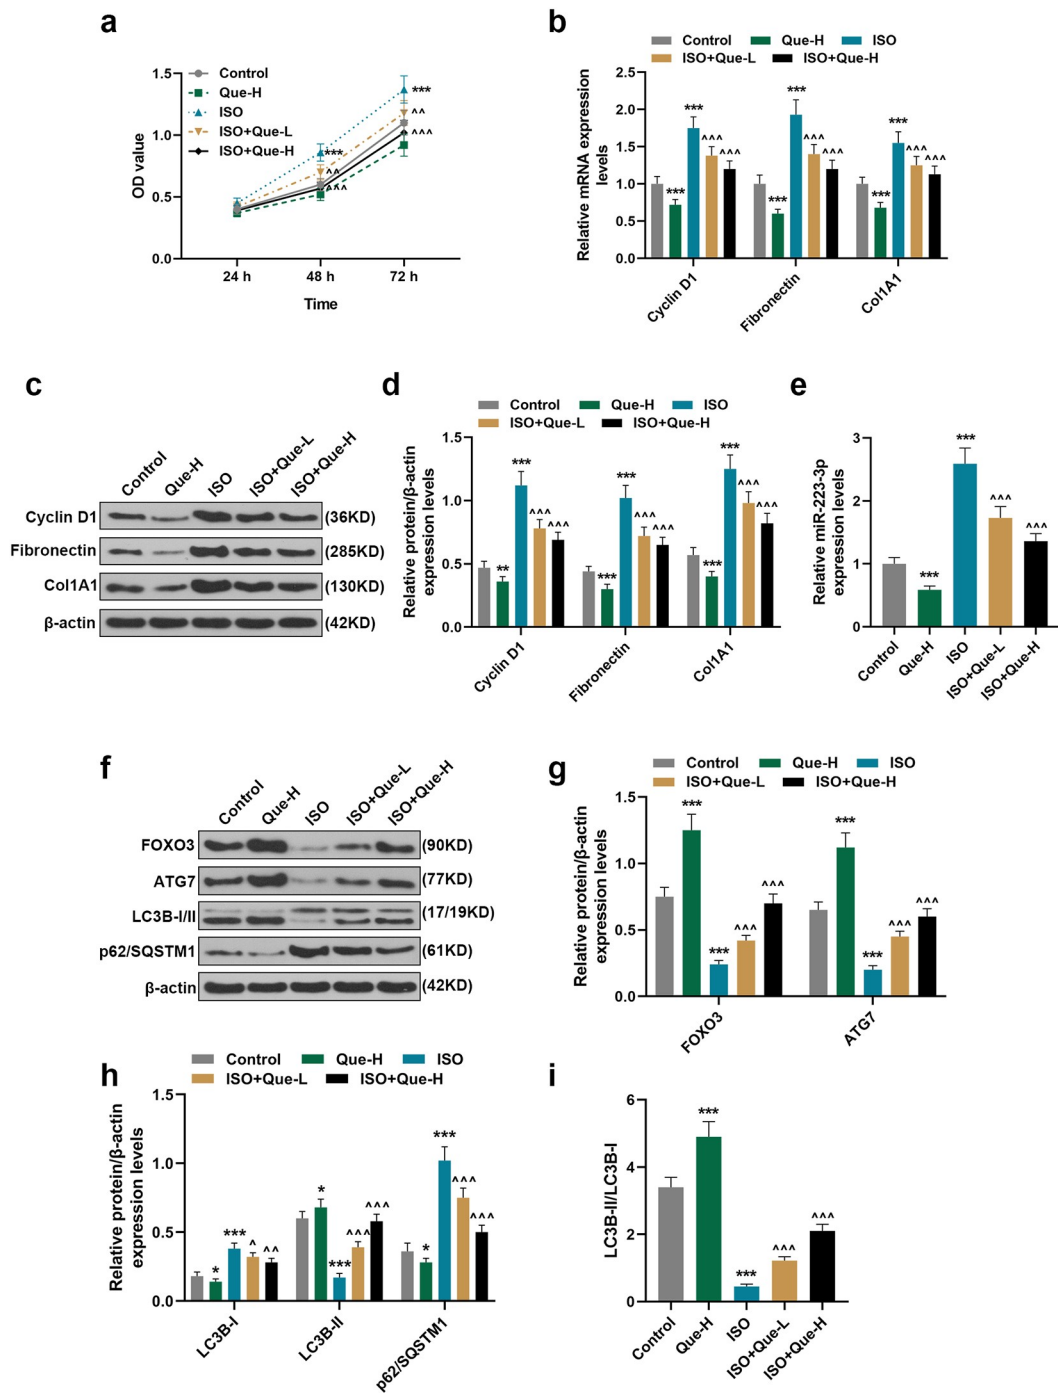 a
Control
Que-H
ISO
ISO+Que-L
ISO+Que-H
OD value
1.5
1.0
0.5
0.0
***
^^
^^^
***
^^
^^^
24 h 48 h 72 h
Time
b
Control Que-H ISO
ISO+Que-L ISO+Que-H
Relative mRNA expression
levels
2.5
2.0
1.5
1.0
0.5
0.0
*** *** ^^^ ^^^
*** *** ^^^ ^^^
*** *** ^^^ ^^^
Cyclin D1 Fibronectin Col1A1
c
Control Que-H ISO ISO+Que-L ISO+Que-H
Cyclin D1 (36KD)
Fibronectin (285KD)
Col1A1 (130KD)
β-actin (42KD)
d
Control Que-H ISO
ISO+Que-L ISO+Que-H
Relative protein/β-actin
expression levels
1.5
1.0
0.5
0.0
** *** ^^^ ^^^
*** *** ^^^ ^^^
*** *** ^^^ ^^^
Cyclin D1 Fibronectin Col1A1
e
Relative miR-223-3p
expression levels
3
2
1
0
*** *** ^^^ ^^^
Control Que-H ISO ISO+Que-L ISO+Que-H
f
Control Que-H ISO ISO+Que-L ISO+Que-H
FOXO3 (90KD)
ATG7 (77KD)
LC3B-I/II (17/19KD)
p62/SQSTM1 (61KD)
β-actin (42KD)
g
Control Que-H ISO
ISO+Que-L ISO+Que-H
Relative protein/β-actin
expression levels
1.5
1.0
0.5
0.0
*** *** ^^^ ^^^
*** *** ^^^ ^^^
FOXO3 ATG7
h
Control Que-H ISO
ISO+Que-L ISO+Que-H
Relative protein/β-actin
expression levels
1.5
1.0
0.5
0.0
* *** ^ ^^
* *** ^^^ ^^^
* *** ^^^ ^^^
LC3B-I LC3B-II p62/SQSTM1
i
LC3B-II/LC3B-I
6
4
2
0
*** *** ^^^ ^^^
Control Que-H ISO ISO+Que-L ISO+Que-H